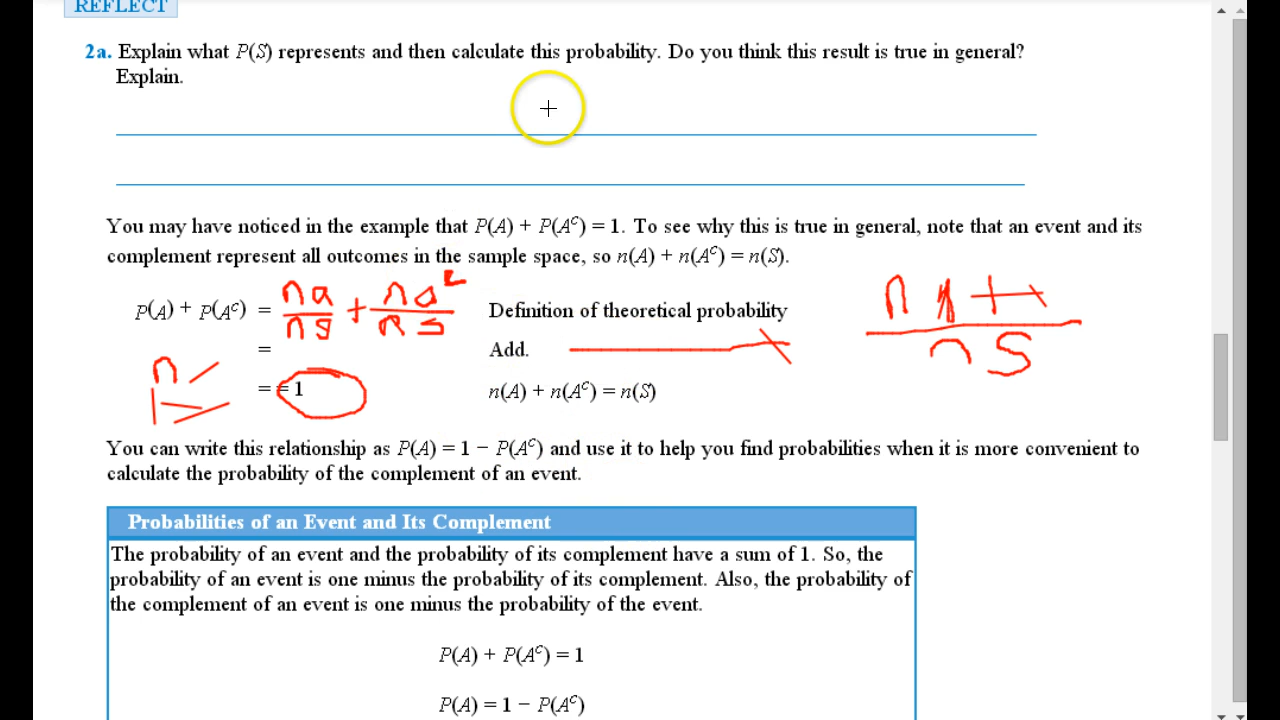 REFLECT
2a. Explain what P(S) represents and then calculate this probability. Do you think this result is true in general?
Explain.
You may have noticed in the example that P(A) + P(Aᶜ) = 1. To see why this is true in general, note that an event and its
complement represent all outcomes in the sample space, so n(A) + n(Aᶜ) = n(S).
P(A) + P(Aᶜ) = na/ns + na/ns Definition of theoretical probability
= Add.
= = 1 n(A) + n(Aᶜ) = n(S)
You can write this relationship as P(A) = 1 − P(Aᶜ) and use it to help you find probabilities when it is more convenient to
calculate the probability of the complement of an event.
Probabilities of an Event and Its Complement
The probability of an event and the probability of its complement have a sum of 1. So, the
probability of an event is one minus the probability of its complement. Also, the probability of
the complement of an event is one minus the probability of the event.
P(A) + P(Aᶜ) = 1
P(A) = 1 − P(Aᶜ)